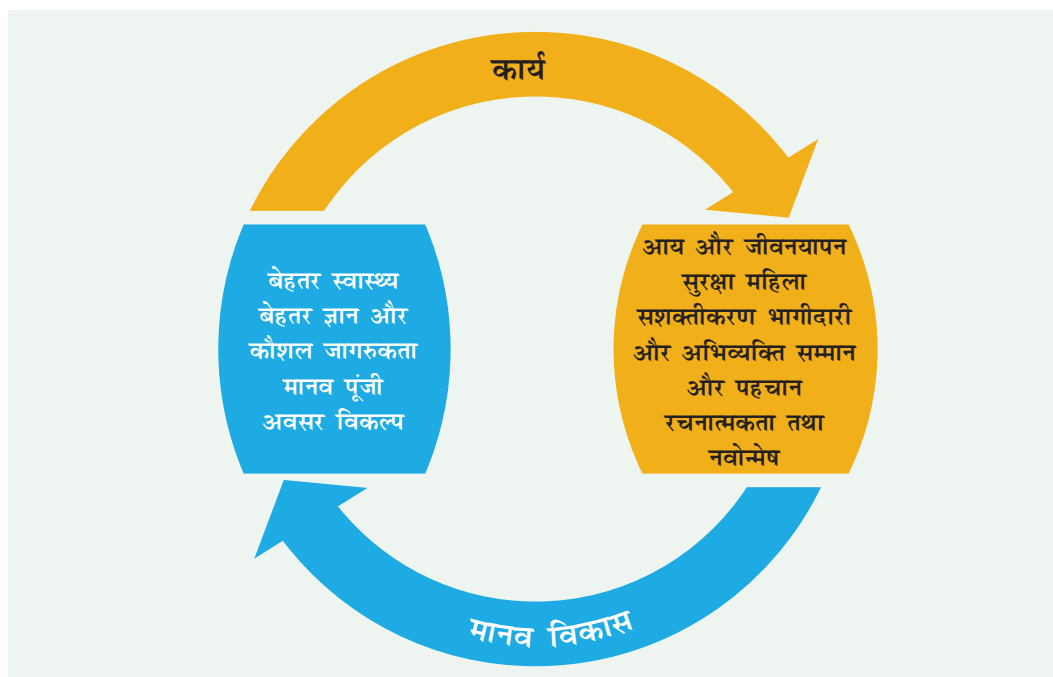 कार्य
बेहतर स्वास्थ्य
बेहतर ज्ञान और
कौशल जागरुकता
मानव पूंजी
अवसर विकल्प
आय और जीवनयापन
सुरक्षा महिला
सशक्तीकरण भागीदारी
और अभिव्यक्ति सम्मान
और पहचान
रचनात्मकता तथा
नवोन्मेष
मानव विकास